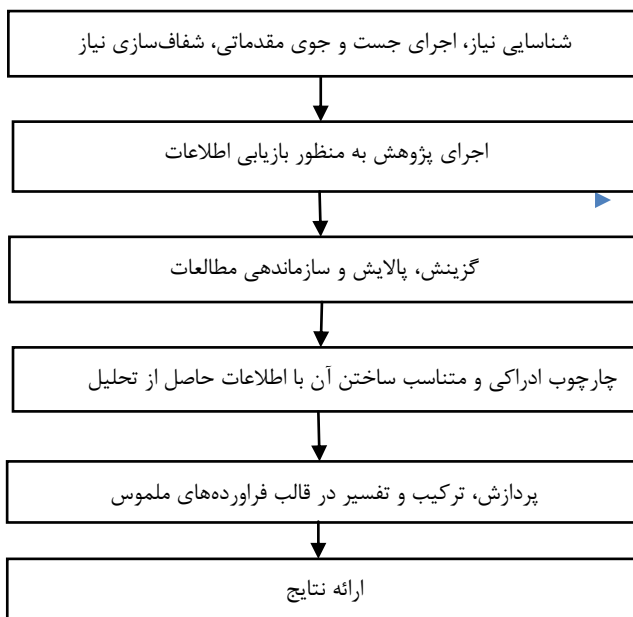 شناسایی نیاز، اجرای جست و جوی مقدماتی، شفاف‌سازی نیاز
اجرای پژوهش به منظور بازیابی اطلاعات
گزینش، پالایش و سازماندهی مطالعات
چارچوب ادراکی و متناسب ساختن آن با اطلاعات حاصل از تحلیل
پردازش، ترکیب و تفسیر در قالب فراورده‌های ملموس
ارائه نتایج